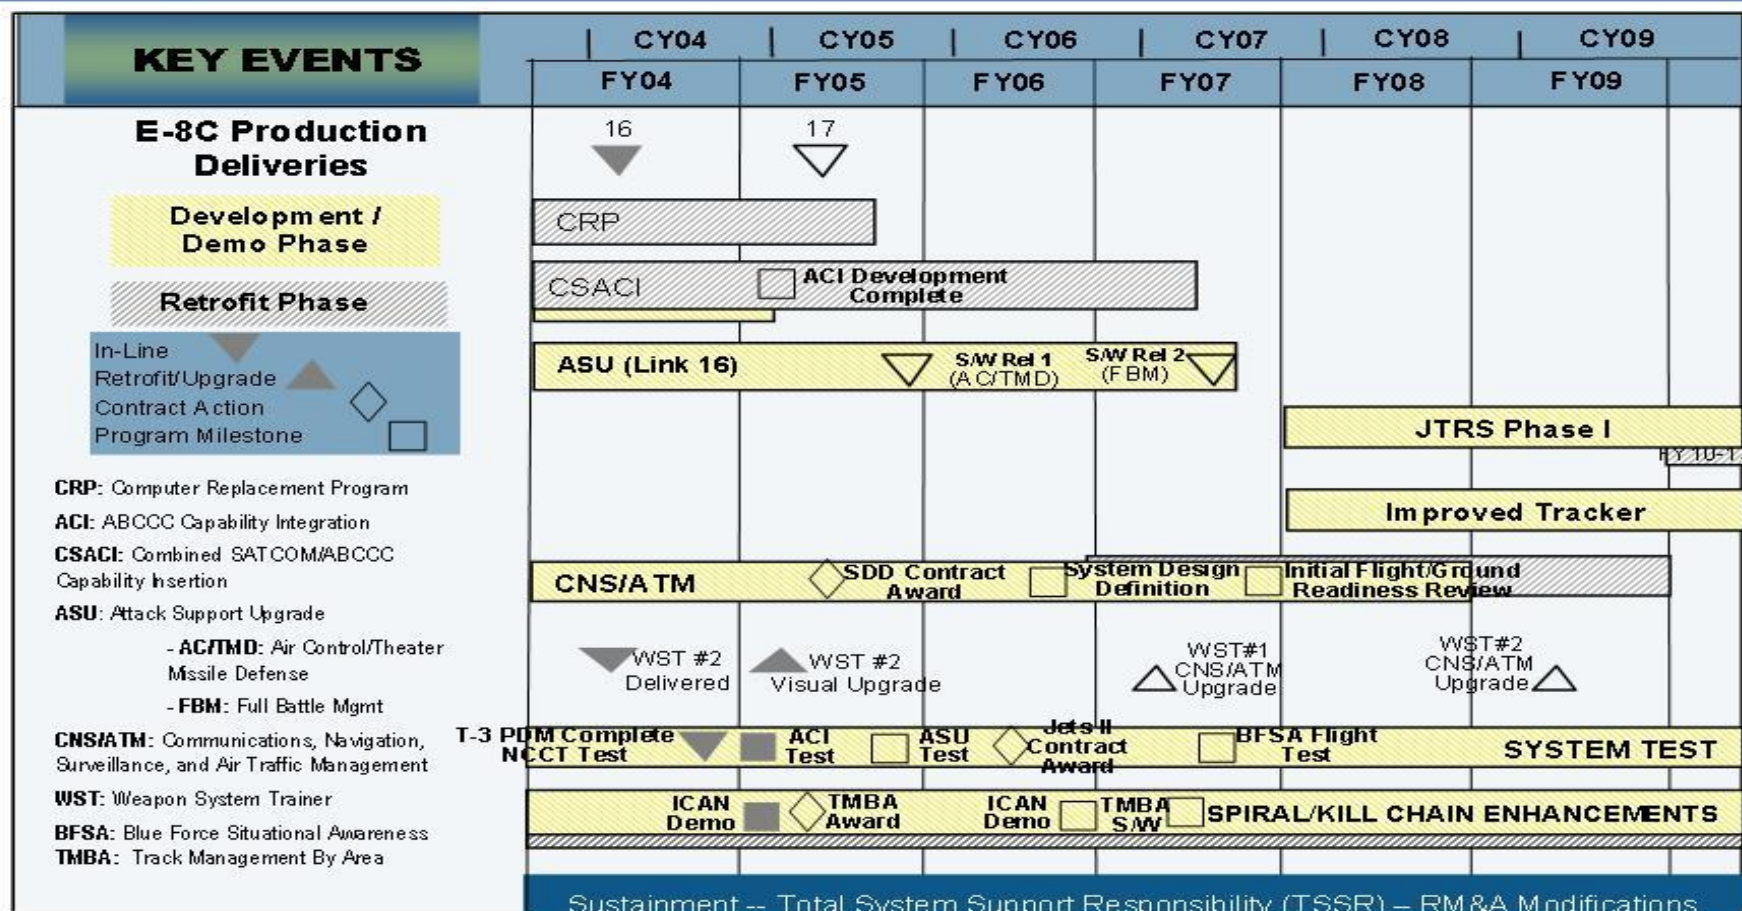 KEY EVENTS
CY04 CY05 CY06 CY07 CY08 CY09
FY04 FY05 FY06 FY07 FY08 FY09
E-8C Production
Deliveries
16 17
Development /
Demo Phase
CRP
Retrofit Phase
CSACI
ACI Development
Complete
In-Line
Retrofit/Upgrade
Contract Action
Program Milestone
ASU (Link 16)
S/W Rel 1
(AC/TMD)
S/W Rel 2
(FBM)
JTRS Phase I
Improved Tracker
CRP: Computer Replacement Program
ACI: ABCCC Capability Integration
CSACI: Combined SATCOM/ABCCC
Capability Insertion
ASU: Attack Support Upgrade
- AC/TMD: Air Control/Theater
Missile Defense
- FBM: Full Battle Mgmt
CNS/ATM: Communications, Navigation,
Surveillance, and Air Traffic Management
WST: Weapon System Trainer
BFSA: Blue Force Situational Awareness
TMBA: Track Management By Area
CNS/ATM
SDD Contract
Award
System Design
Definition
Initial Flight/Ground
Readiness Review
WST #2
Delivered
WST #2
Visual Upgrade
WST#1
CNS/ATM
Upgrade
WST#2
CNS/ATM
Upgrade
T-3 PDM Complete
NCCT Test
ACI
Test
ASU
Test
Jets II
Contract
Award
BFSA Flight
Test
SYSTEM TEST
ICAN
Demo
TMBA
Award
ICAN
Demo
TMBA
S/W
SPIRAL/KILL CHAIN ENHANCEMENTS
Sustainment -- Total System Support Responsibility (TSSR) – RM&A Modifications